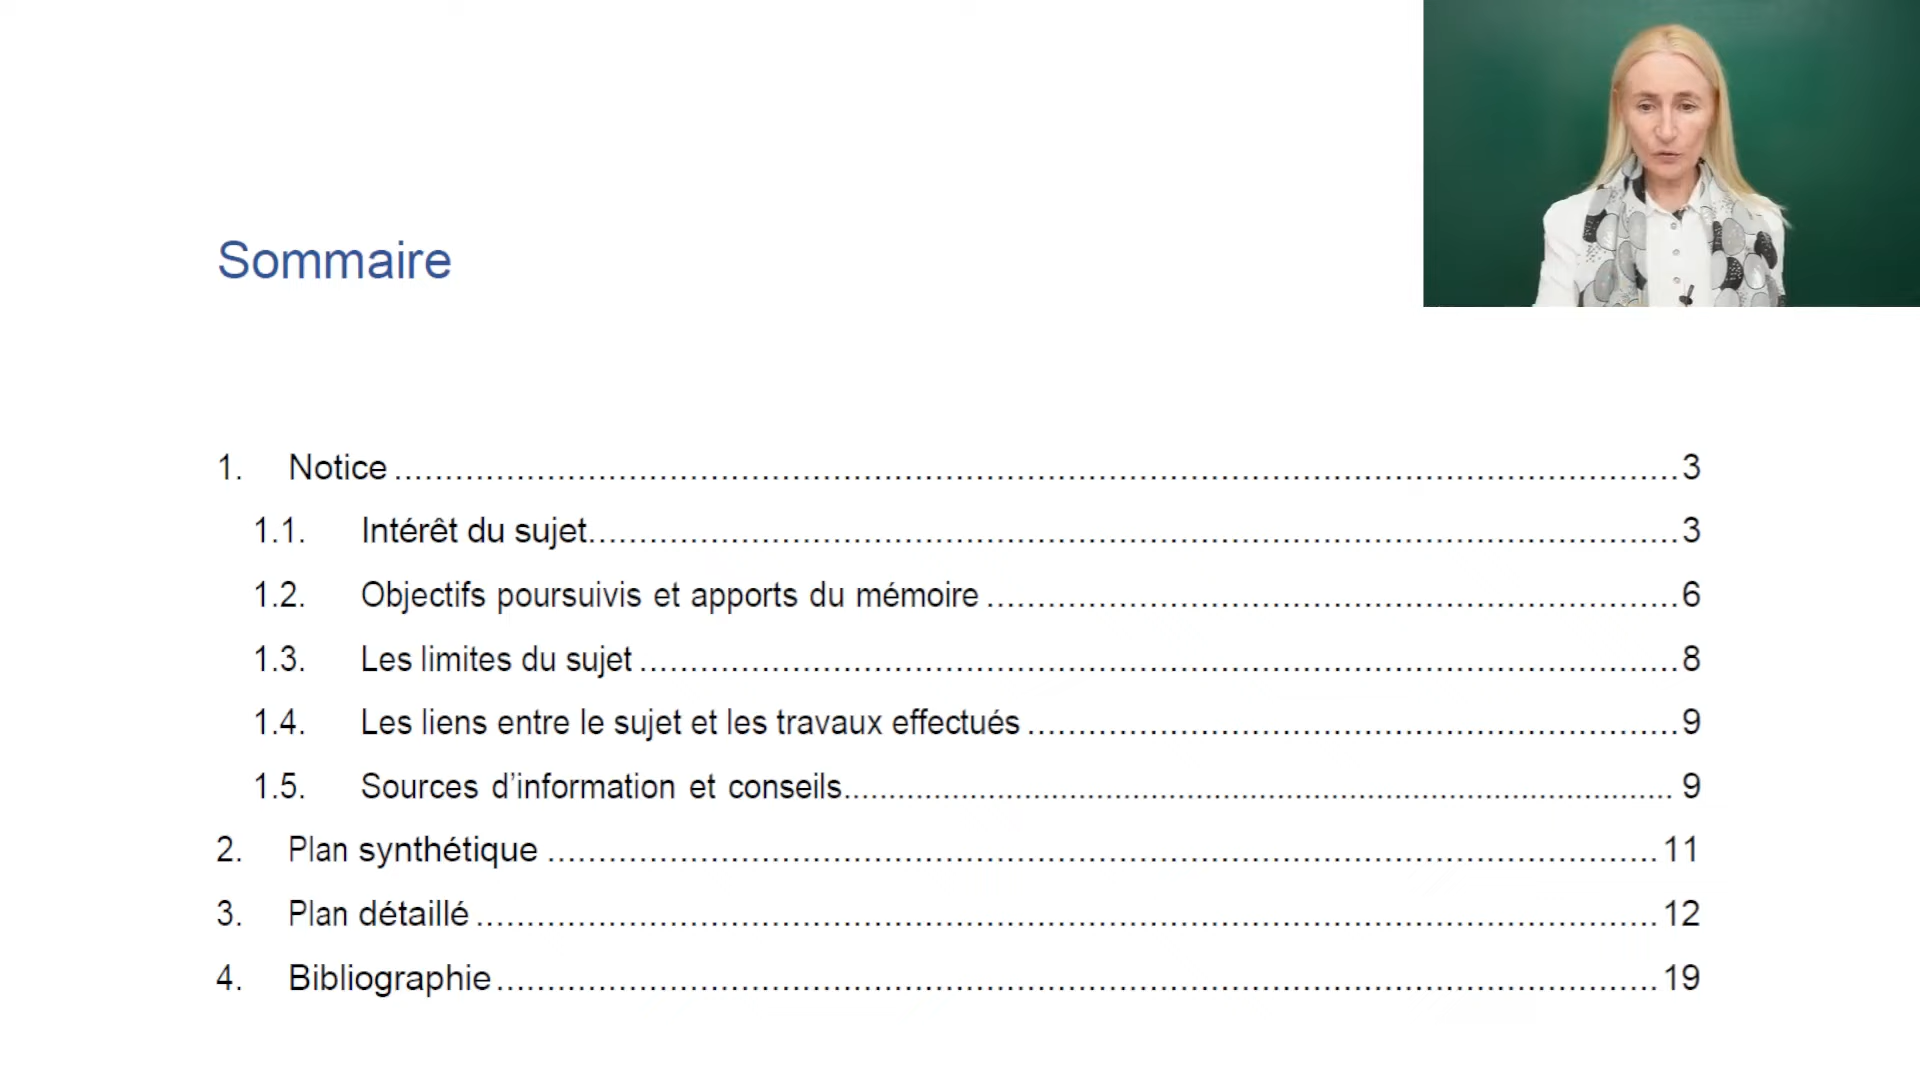 Sommaire
1. Notice ........ 3
1.1. Intérêt du sujet ........ 3
1.2. Objectifs poursuivis et apports du mémoire ........ 6
1.3. Les limites du sujet ........ 8
1.4. Les liens entre le sujet et les travaux effectués ........ 9
1.5. Sources d'information et conseils ........ 9
2. Plan synthétique ........ 11
3. Plan détaillé ........ 12
4. Bibliographie ........ 19